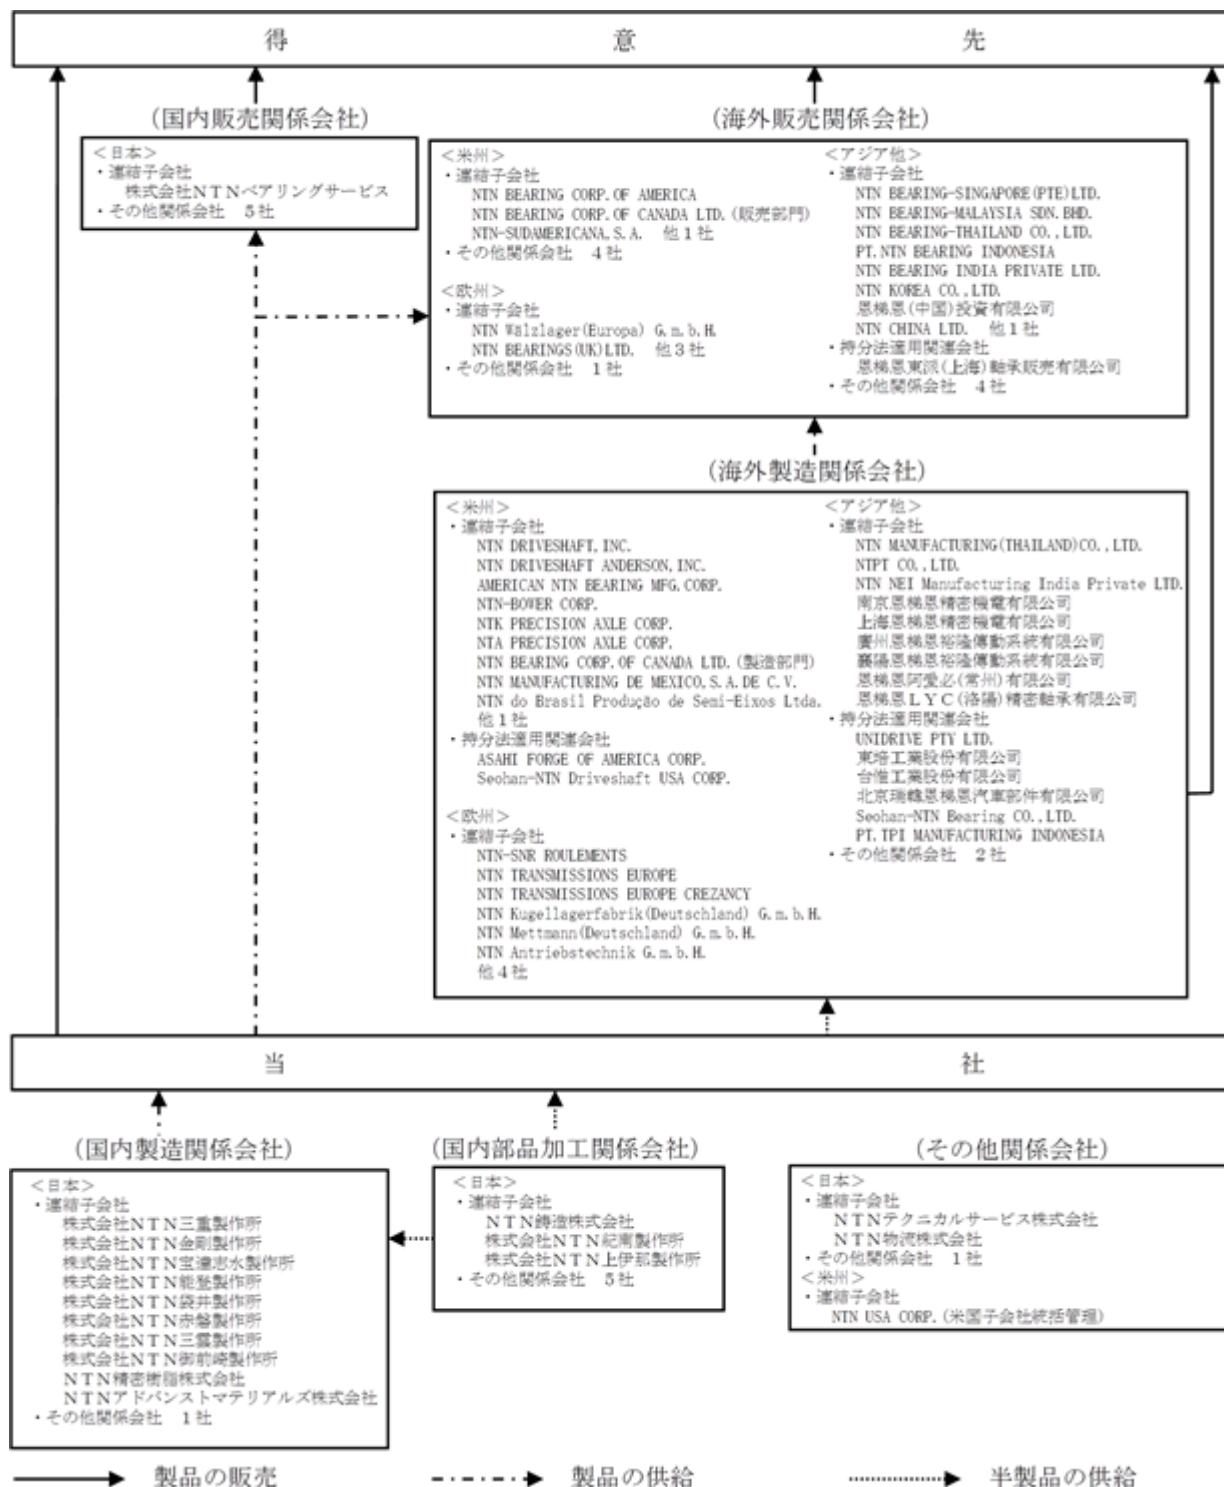 得意先
(国内販売関係会社)
<日本>
・連結子会社
株式会社NTNベアリングサービス
・その他関係会社 5社
(海外販売関係会社)
<米州>
・連結子会社
NTN BEARING CORP.OF AMERICA
NTN BEARING CORP.OF CANADA LTD.(販売部門)
NTN-SUDAMERICANA,S.A. 他1社
・その他関係会社 4社
<欧州>
・連結子会社
NTN Wälzlager(Europa) G.m.b.H.
NTN BEARINGS(UK)LTD. 他3社
・その他関係会社 1社
<アジア他>
・連結子会社
NTN BEARING-SINGAPORE(PTE)LTD.
NTN BEARING-MALAYSIA SDN.BHD.
NTN BEARING-THAILAND CO.,LTD.
PT.NTN BEARING INDONESIA
NTN BEARING INDIA PRIVATE LTD.
NTN KOREA CO.,LTD.
恩梯恩(中国)投資有限公司
NTN CHINA LTD. 他1社
・持分法適用関連会社
恩梯恩東派(上海)軸承販売有限公司
・その他関係会社 4社
(海外製造関係会社)
<米州>
・連結子会社
NTN DRIVESHAFT,INC.
NTN DRIVESHAFT ANDERSON,INC.
AMERICAN NTN BEARING MFG.CORP.
NTN-BOWER CORP.
NTK PRECISION AXLE CORP.
NTA PRECISION AXLE CORP.
NTN BEARING CORP.OF CANADA LTD.(製造部門)
NTN MANUFACTURING DE MEXICO,S.A.DE C.V.
NTN do Brasil Produção de Semi-Eixos Ltda.
他1社
・持分法適用関連会社
ASAHI FORGE OF AMERICA CORP.
Seohan-NTN Driveshaft USA CORP.
<欧州>
・連結子会社
NTN-SNR ROULEMENTS
NTN TRANSMISSIONS EUROPE
NTN TRANSMISSIONS EUROPE CREZANCY
NTN Kugellagerfabrik(Deutschland) G.m.b.H.
NTN Mettmann(Deutschland) G.m.b.H.
NTN Antriebstechnik G.m.b.H.
他4社
<アジア他>
・連結子会社
NTN MANUFACTURING(THAILAND)CO.,LTD.
NTPT CO.,LTD.
NTN NEI Manufacturing India Private LTD.
南京恩梯恩精密機電有限公司
上海恩梯恩精密機電有限公司
廣州恩梯恩裕隆傳動系統有限公司
襄陽恩梯恩裕隆傳動系統有限公司
恩梯恩阿愛必(常州)有限公司
恩梯恩LYC(洛陽)精密軸承有限公司
・持分法適用関連会社
UNIDRIVE PTY LTD.
東培工業股份有限公司
台惟工業股份有限公司
北京瑞韓恩梯恩汽車部件有限公司
Seohan-NTN Bearing CO.,LTD.
PT.TPI MANUFACTURING INDONESIA
・その他関係会社 2社
当社
(国内製造関係会社)
<日本>
・連結子会社
株式会社NTN三重製作所
株式会社NTN金剛製作所
株式会社NTN宝達志水製作所
株式会社NTN能登製作所
株式会社NTN袋井製作所
株式会社NTN赤磐製作所
株式会社NTN三雲製作所
株式会社NTN御前崎製作所
NTN精密樹脂株式会社
NTNアドバンストマテリアルズ株式会社
・その他関係会社 1社
(国内部品加工関係会社)
<日本>
・連結子会社
NTN鋳造株式会社
株式会社NTN紀南製作所
株式会社NTN上伊那製作所
・その他関係会社 5社
(その他関係会社)
<日本>
・連結子会社
NTNテクニカルサービス株式会社
NTN物流株式会社
・その他関係会社 1社
<米州>
・連結子会社
NTN USA CORP.(米国子会社統括管理)
製品の販売
製品の供給
半製品の供給